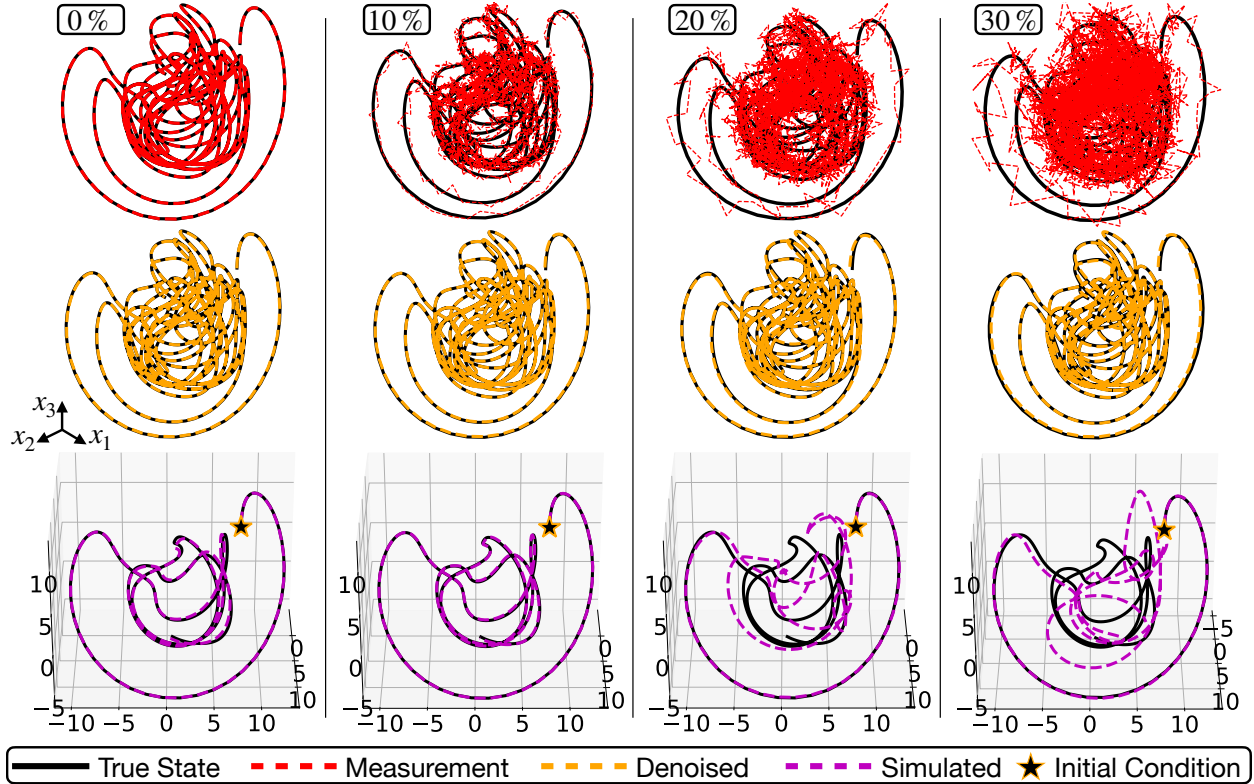 0 % 10 % 20 % 30 %
x3
x2 x1
10 10 10 10
5 5 5 5 −5
0 0 0 0 0 0 0 0
5 5 5 5
−5 10 −5 10 −5 10 −5 10
−10 −5 0 5 10 −10 −5 0 5 10 −10 −5 0 5 10 −10 −5 0 5 10
True State Measurement Denoised Simulated Initial Condition